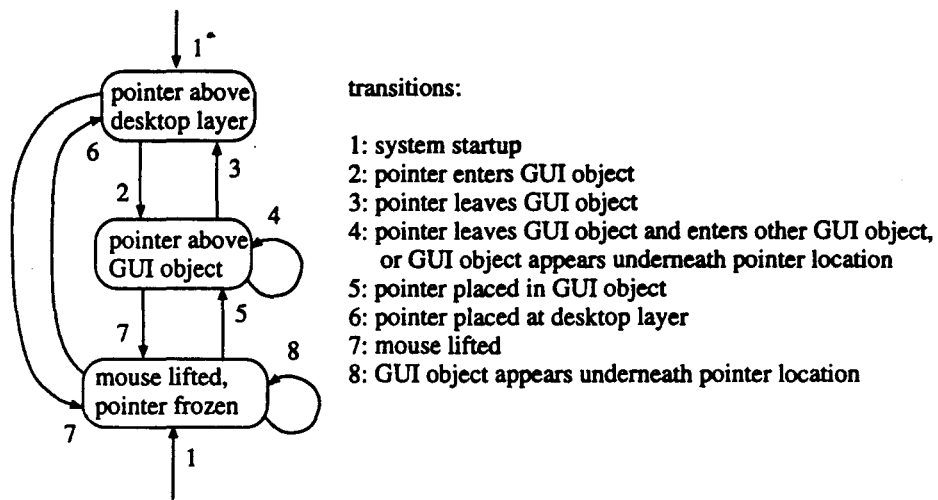 1
pointer above
desktop layer
6
3
2
4
pointer above
GUI object
5
7
8
mouse lifted,
pointer frozen
7
1
transitions:
1: system startup
2: pointer enters GUI object
3: pointer leaves GUI object
4: pointer leaves GUI object and enters other GUI object,
or GUI object appears underneath pointer location
5: pointer placed in GUI object
6: pointer placed at desktop layer
7: mouse lifted
8: GUI object appears underneath pointer location